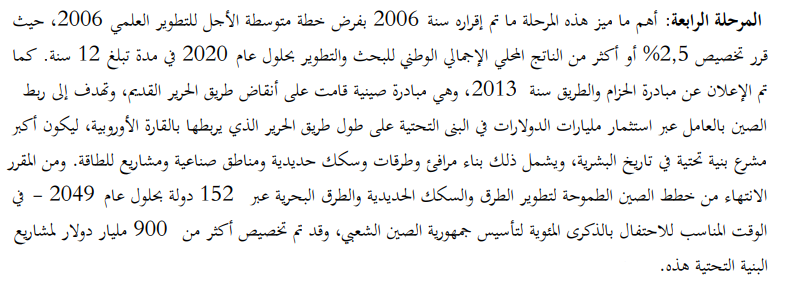 المرحلة الرابعة: أهم ما ميز هذه المرحلة ما تم إقراره سنة 2006 بفرض خطة متوسطة الأجل للتطوير العلمي 2006، حيث
قرر تخصيص 2,5% أو أكثر من الناتج المحلي الإجمالي الوطني للبحث والتطوير بحلول عام 2020 في مدة تبلغ 12 سنة. كما
تم الإعلان عن مبادرة الحزام والطريق سنة 2013، وهي مبادرة صينية قامت على أنقاض طريق الحرير القديم، وتهدف إلى ربط
الصين بالعامل عبر استثمار مليارات الدولارات في البنى التحتية على طول طريق الحرير الذي يربطها بالقارة الأوروبية، ليكون أكبر
مشرع بنية تحتية في تاريخ البشرية، ويشمل ذلك بناء مرافئ وطرقات وسكك حديدية ومناطق صناعية ومشاريع للطاقة. ومن المقرر
الانتهاء من خطط الصين الطموحة لتطوير الطرق والسكك الحديدية والطرق البحرية عبر 152 دولة بحلول عام 2049 – في
الوقت المناسب للاحتفال بالذكرى المئوية لتأسيس جمهورية الصين الشعبي، وقد تم تخصيص أكثر من 900 مليار دولار لمشاريع
البنية التحتية هذه.